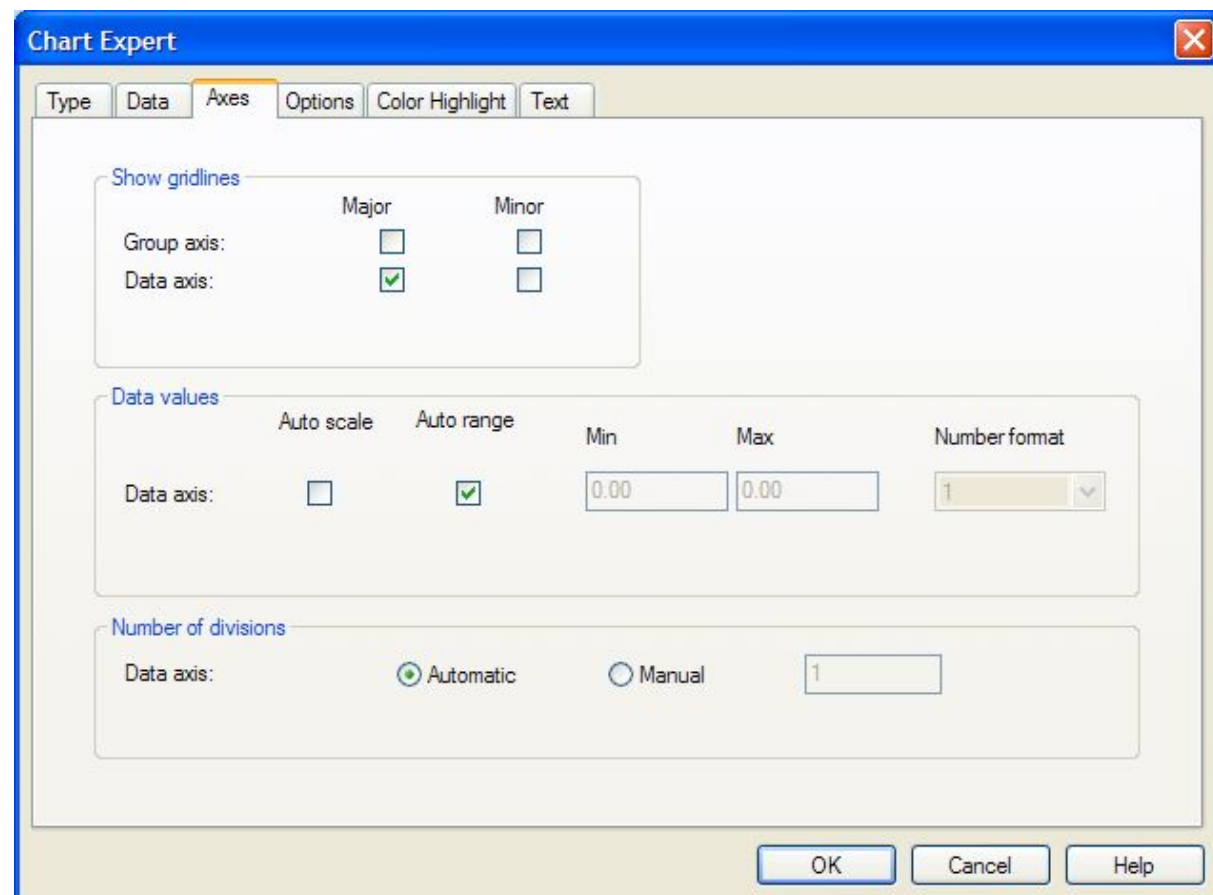 Chart Expert
Type Data Axes Options Color Highlight Text
Show gridlines
Major Minor
Group axis:
Data axis:
Data values
Auto scale Auto range Min Max Number format
Data axis: 0.00 0.00 1
Number of divisions
Data axis: Automatic Manual 1
OK Cancel Help